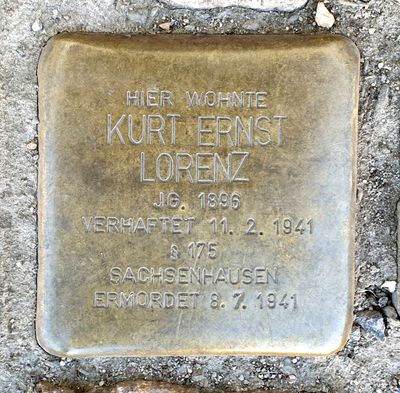 HIER WOHNTE
KURT ERNST
LORENZ
JG. 1896
VERHAFTET 11. 2. 1941
§ 175
SACHSENHAUSEN
ERMORDET 8. 7. 1941